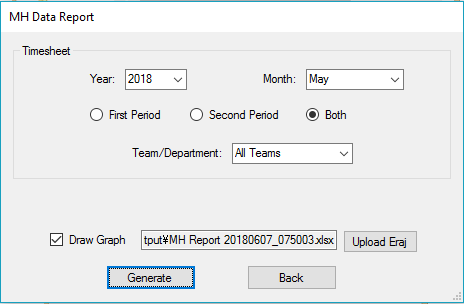 MH Data Report
Timesheet
Year: 2018 Month: May
First Period Second Period Both
Team/Department: All Teams
Draw Graph tput¥MH Report 20180607_075003.xlsx Upload Eraj
Generate Back